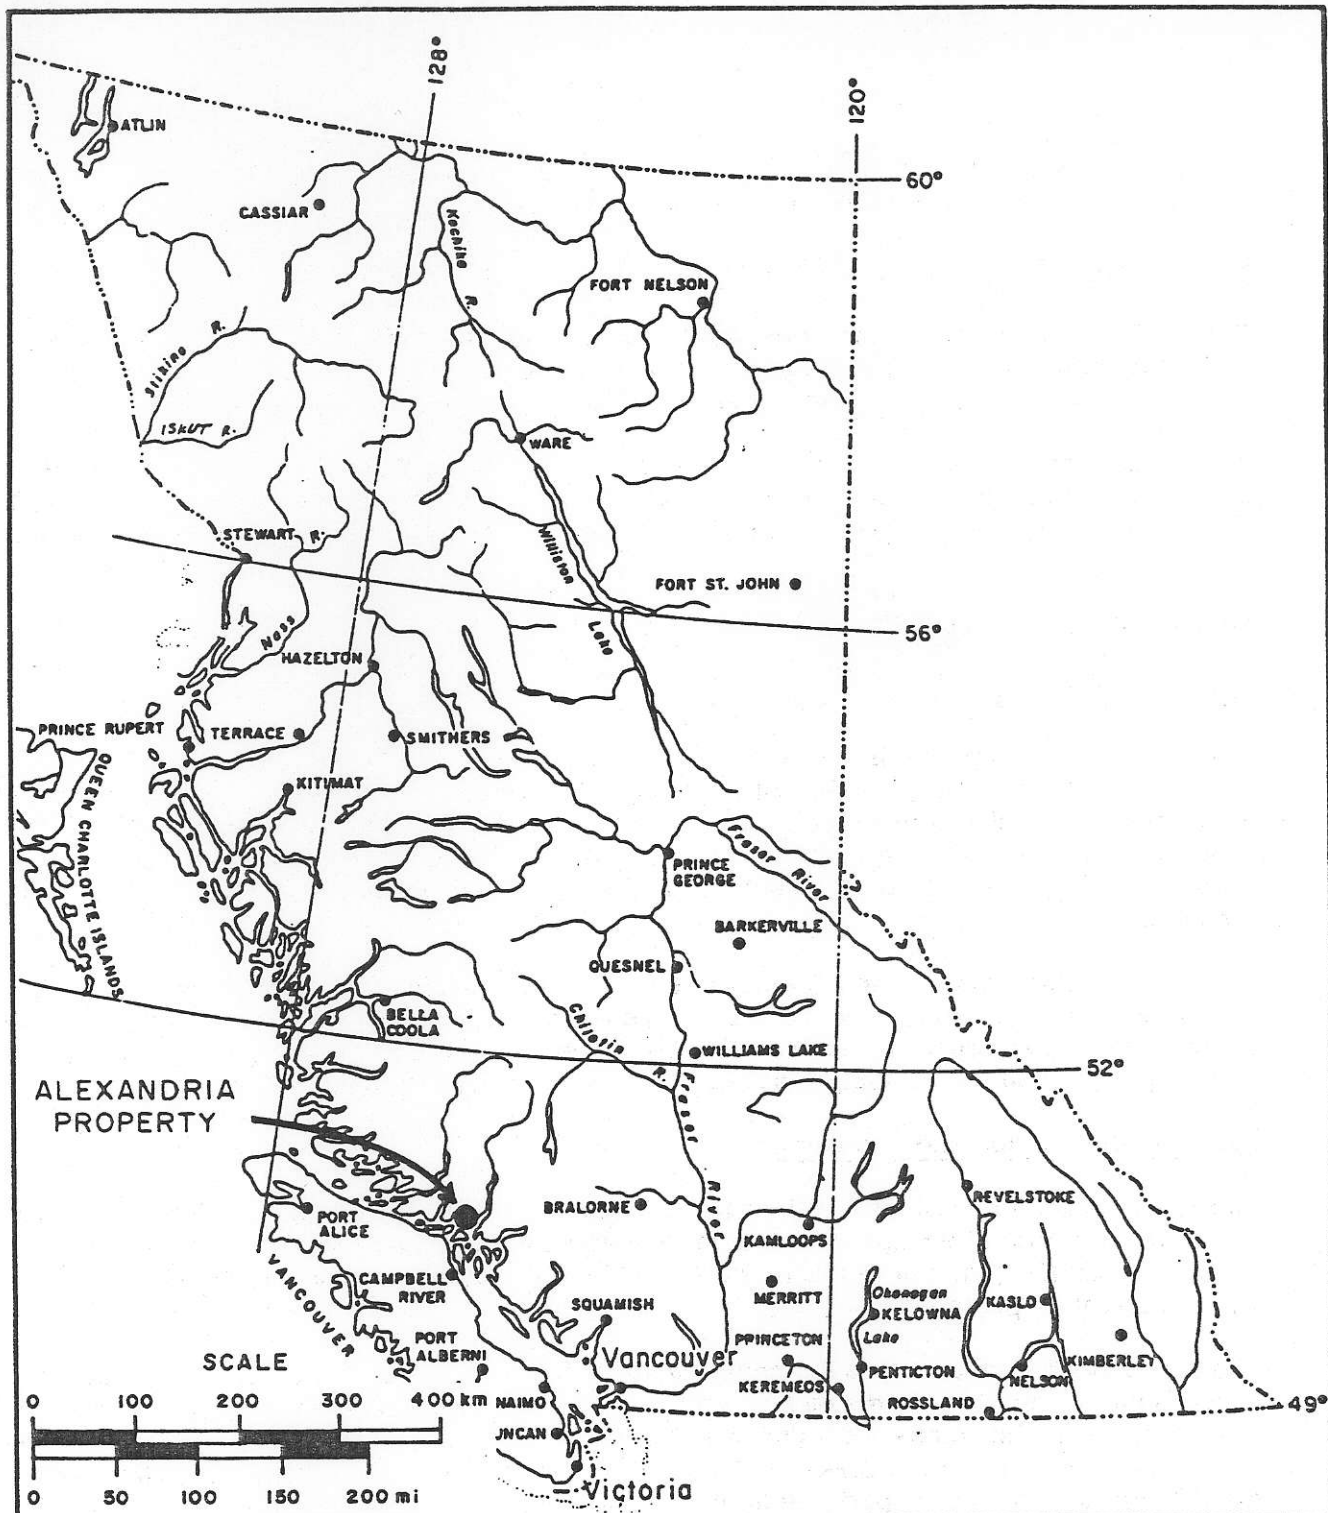 128°
120°
ATLIN
60°
CASSIAR
Kechika
R.
FORT NELSON
Stikine R.
ISKUT R.
WARE
STEWART
R.
Williston
FORT ST. JOHN
56°
Nass
Lake
HAZELTON
PRINCE RUPERT
TERRACE
SMITHERS
QUEEN CHARLOTTE ISLANDS
KITIMAT
Fraser
River
PRINCE
GEORGE
BARKERVILLE
QUESNEL
BELLA
COOLA
Chilotin
R.
WILLIAMS LAKE
52°
Fraser
River
ALEXANDRIA
PROPERTY
REVELSTOKE
BRALORNE
PORT
ALICE
KAMLOOPS
VANCOUVER
CAMPBELL
RIVER
MERRITT
Okanagan
KELOWNA
Lake
KASLO
SQUAMISH
PRINCETON
PORT
ALBERNI
Vancouver
KIMBERLEY
PENTICTON
NELSON
KEREMEOS
ROSSLAND
49°
SCALE
0 100 200 300 400 km
NAIMO
UNCAN
Victoria
0 50 100 150 200 mi